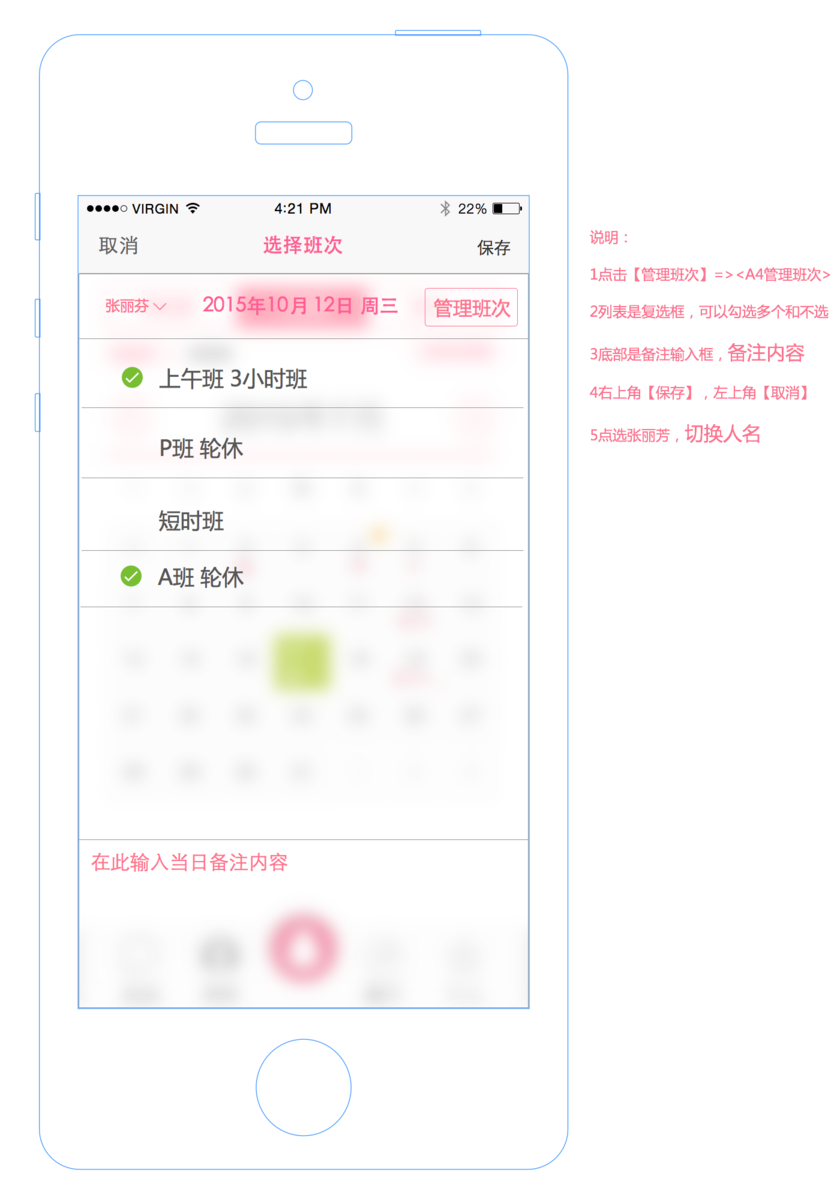 VIRGIN 4:21 PM 22%
取消 选择班次 保存
张丽芬 2015年10月12日 周三 管理班次
上午班 3小时班
P班 轮休
短时班
A班 轮休
在此输入当日备注内容
说明：
1点击【管理班次】=><A4管理班次>
2列表是复选框，可以勾选多个和不选
3底部是备注输入框，备注内容
4右上角【保存】，左上角【取消】
5点选张丽芳，切换人名